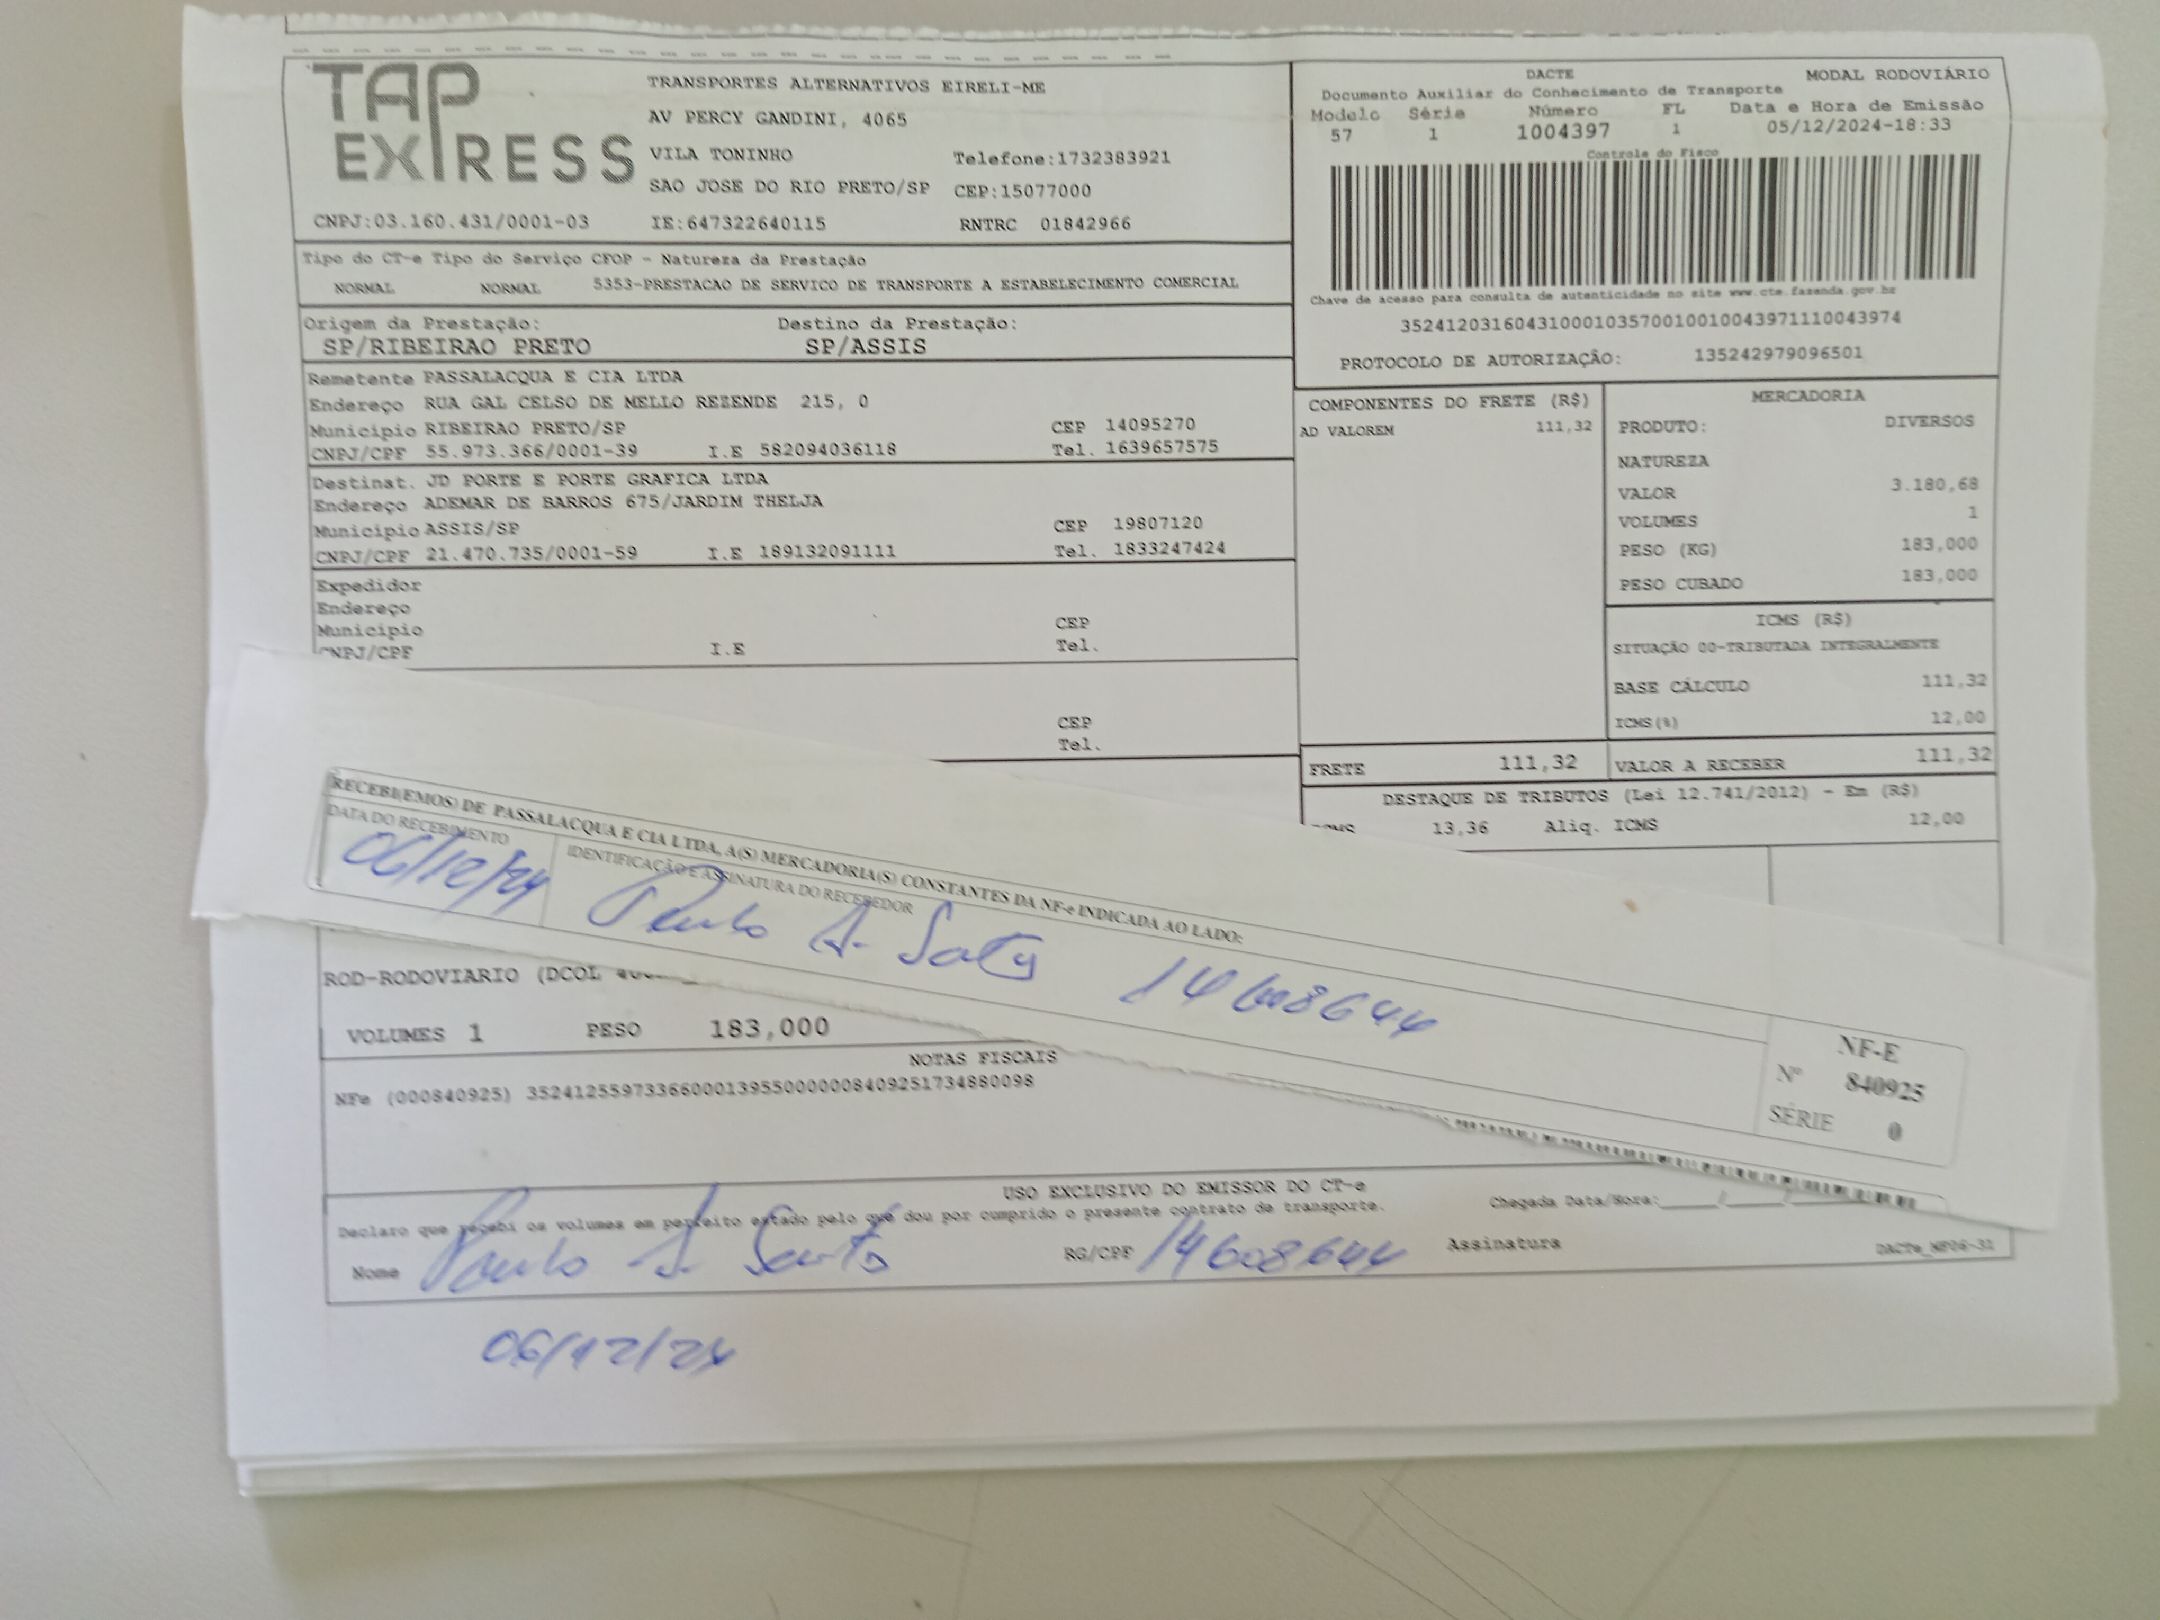 TAP EXPRESS
TRANSPORTES ALTERNATIVOS EIRELI-ME
AV PERCY GANDINI, 4065
VILA TONINHO Telefone:1732383921
SAO JOSE DO RIO PRETO/SP CEP:15077000
CNPJ:03.160.431/0001-03 IE:647322640115 RNTRC 01842966
DACTE MODAL RODOVIÁRIO
Documento Auxiliar do Conhecimento de Transporte
Modelo Série Número FL Data e Hora de Emissão
57 1 1004397 1 05/12/2024-18:33
Controle do Fisco
Chave de acesso para consulta de autenticidade no site www.cte.fazenda.gov.br
35241203160431000103570010010043971110043974
PROTOCOLO DE AUTORIZAÇÃO: 135242979096501
Tipo do CT-e Tipo do Serviço CFOP - Natureza da Prestação
NORMAL NORMAL 5353-PRESTACAO DE SERVICO DE TRANSPORTE A ESTABELECIMENTO COMERCIAL
Origem da Prestação: Destino da Prestação:
SP/RIBEIRAO PRETO SP/ASSIS
Remetente PASSALACQUA E CIA LTDA
Endereço RUA GAL CELSO DE MELLO REZENDE 215, 0
Município RIBEIRAO PRETO/SP CEP 14095270
CNPJ/CPF 55.973.366/0001-39 I.E 582094036118 Tel. 1639657575
Destinat. JD PORTE E PORTE GRAFICA LTDA
Endereço ADEMAR DE BARROS 675/JARDIM THELJA
Município ASSIS/SP CEP 19807120
CNPJ/CPF 21.470.735/0001-59 I.E 189132091111 Tel. 1833247424
Expedidor
Endereço
Município CEP
CNPJ/CPF I.E Tel.
CEP
Tel.
COMPONENTES DO FRETE (R$)
AD VALOREM 111,32
MERCADORIA
PRODUTO: DIVERSOS
NATUREZA
VALOR 3.180,68
VOLUMES 1
PESO (KG) 183,000
PESO CUBADO 183,000
ICMS (R$)
SITUAÇÃO 00-TRIBUTADA INTEGRALMENTE
BASE CÁLCULO 111,32
ICMS(%) 12,00
FRETE 111,32 VALOR A RECEBER 111,32
DESTAQUE DE TRIBUTOS (Lei 12.741/2012) - Em (R$)
ICMS 13,36 Aliq. ICMS 12,00
RECEBI(EMOS) DE PASSALACQUA E CIA LTDA, A(S) MERCADORIA(S) CONSTANTES DA NF-e INDICADA AO LADO:
DATA DO RECEBIMENTO IDENTIFICAÇÃO E ASSINATURA DO RECEBEDOR
06/12/24 Paulo 14608644
NF-E
Nº 840925
SÉRIE 0
ROD-RODOVIARIO (DCOL
VOLUMES 1 PESO 183,000
NOTAS FISCAIS
NFe (000840925) 35241255973366000139550000008409251734880098
USO EXCLUSIVO DO EMISSOR DO CT-e
Declaro que recebi os volumes em perfeito estado pelo que dou por cumprido o presente contrato de transporte.
Chegada Data/Hora:____/____/
Nome Paulo RG/CPF 14608644 Assinatura
DACTe_MF06-31
06/12/24